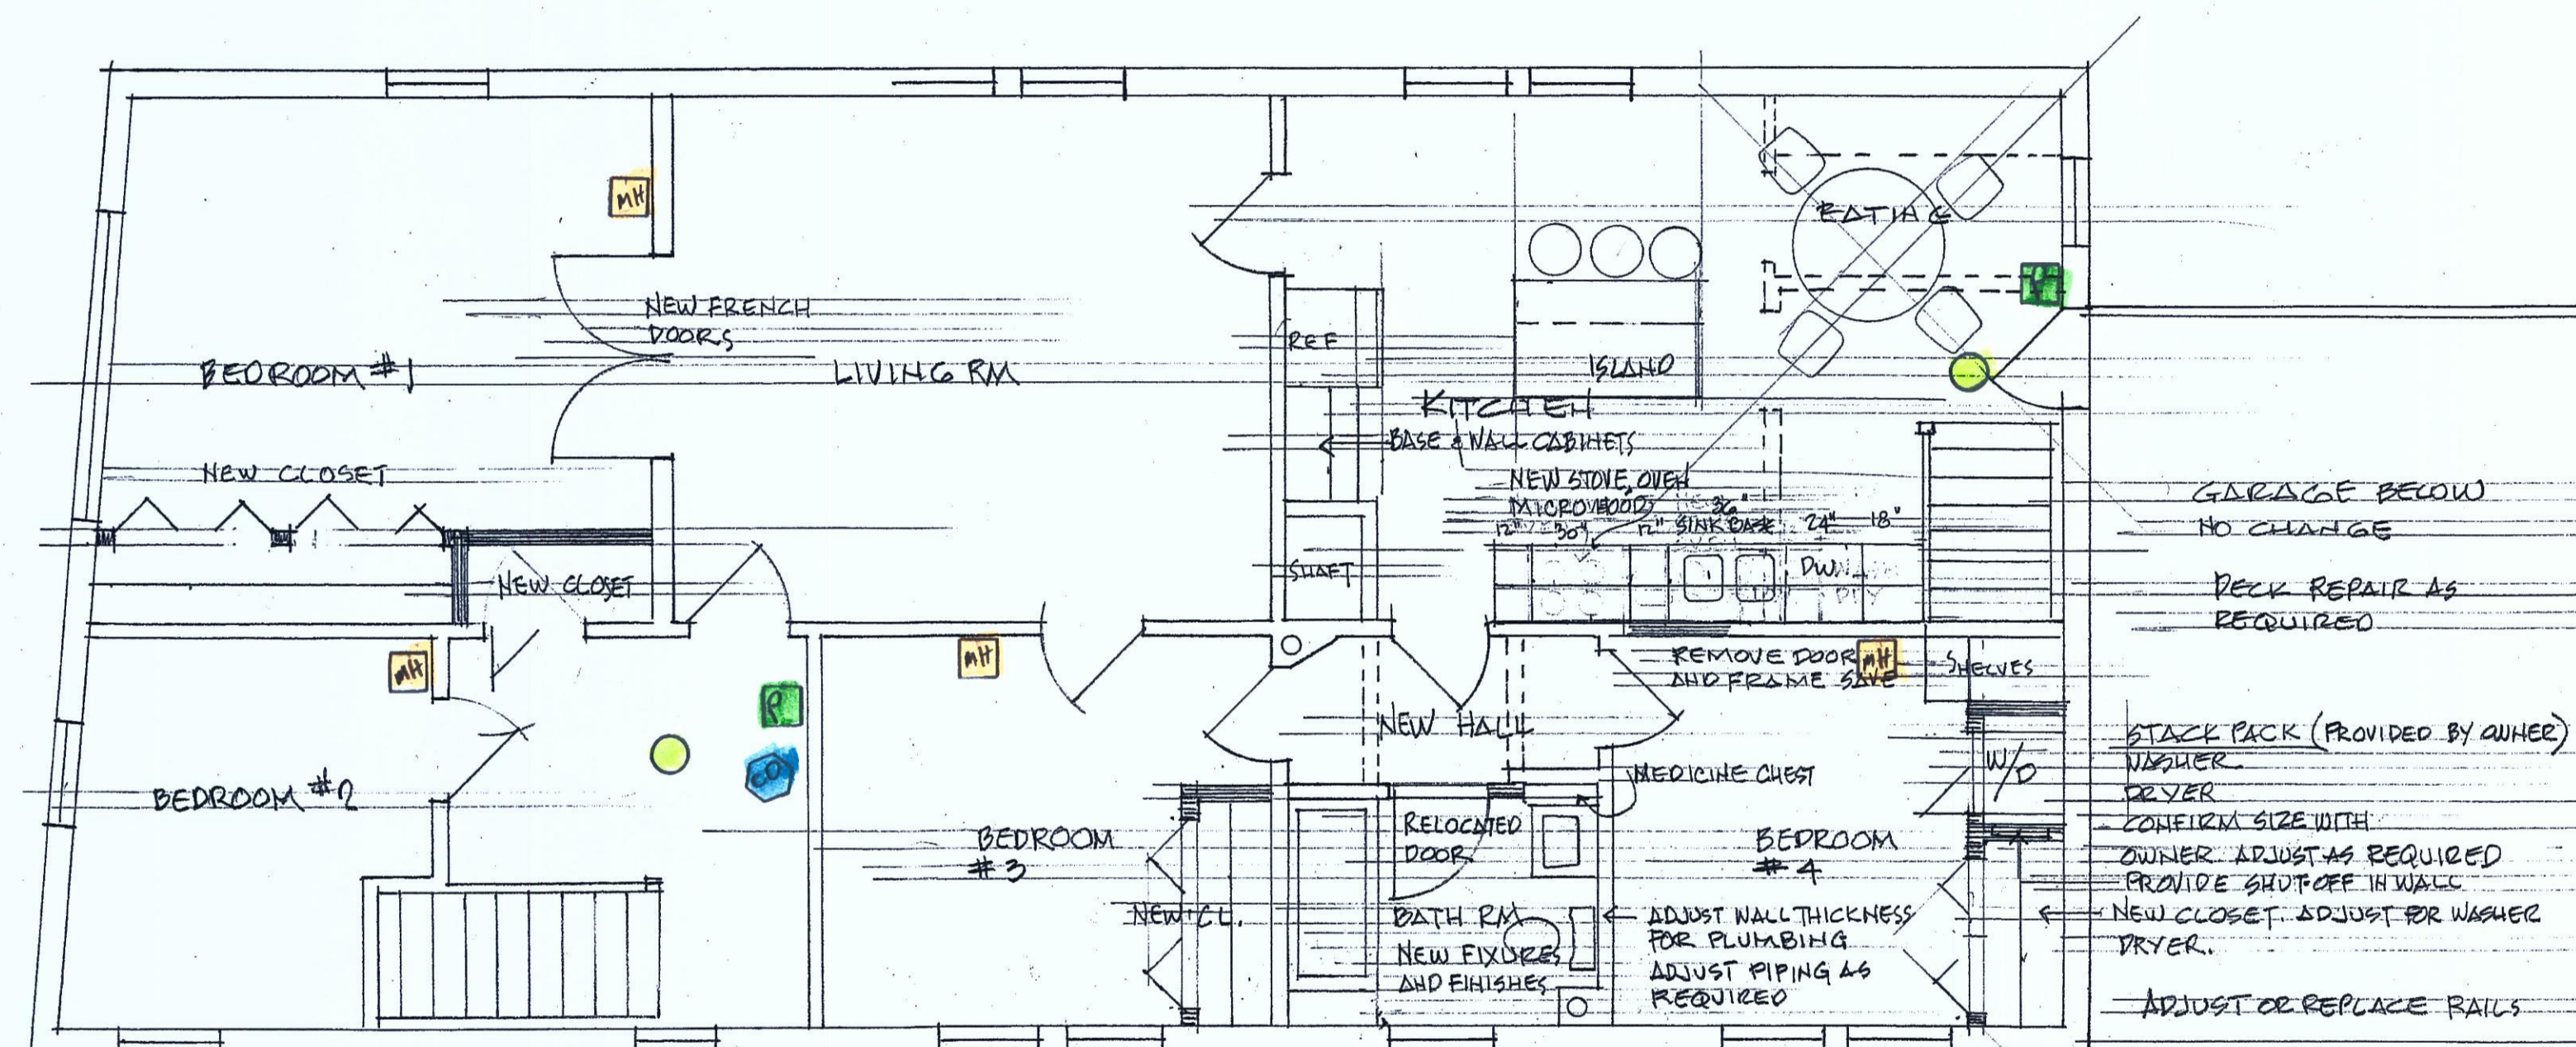 MH
EATING
P
NEW FRENCH
DOORS
REF
BEDROOM #1
LIVING RM
ISLAND
KITCHEN
BASE & WALL CABINETS
NEW CLOSET
NEW STOVE, OVEN
MICROHOOD
36"
12" 30" 12" SINK BASE 24" 18"
GARAGE BELOW
NO CHANGE
NEW CLOSET
SHAFT
DW
DECK REPAIR AS
REQUIRED
MH
MH
REMOVE DOOR
AND FRAME SAVE
MH
SHELVES
P
NEW HALL
CO
BEDROOM #2
MEDICINE CHEST
W/D
STACK PACK (PROVIDED BY OWNER)
WASHER
DRYER
CONFIRM SIZE WITH
OWNER. ADJUST AS REQUIRED
PROVIDE SHUT-OFF IN WALL
BEDROOM
#3
RELOCATED
DOOR
BEDROOM
#4
NEW CL.
BATH RM
NEW FIXURES
AND FINISHES
ADJUST WALL THICKNESS
FOR PLUMBING
ADJUST PIPING AS
REQUIRED
NEW CLOSET. ADJUST FOR WASHER
DRYER.
ADJUST OR REPLACE RAILS